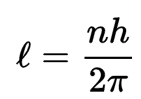 ℓ = nh / 2π